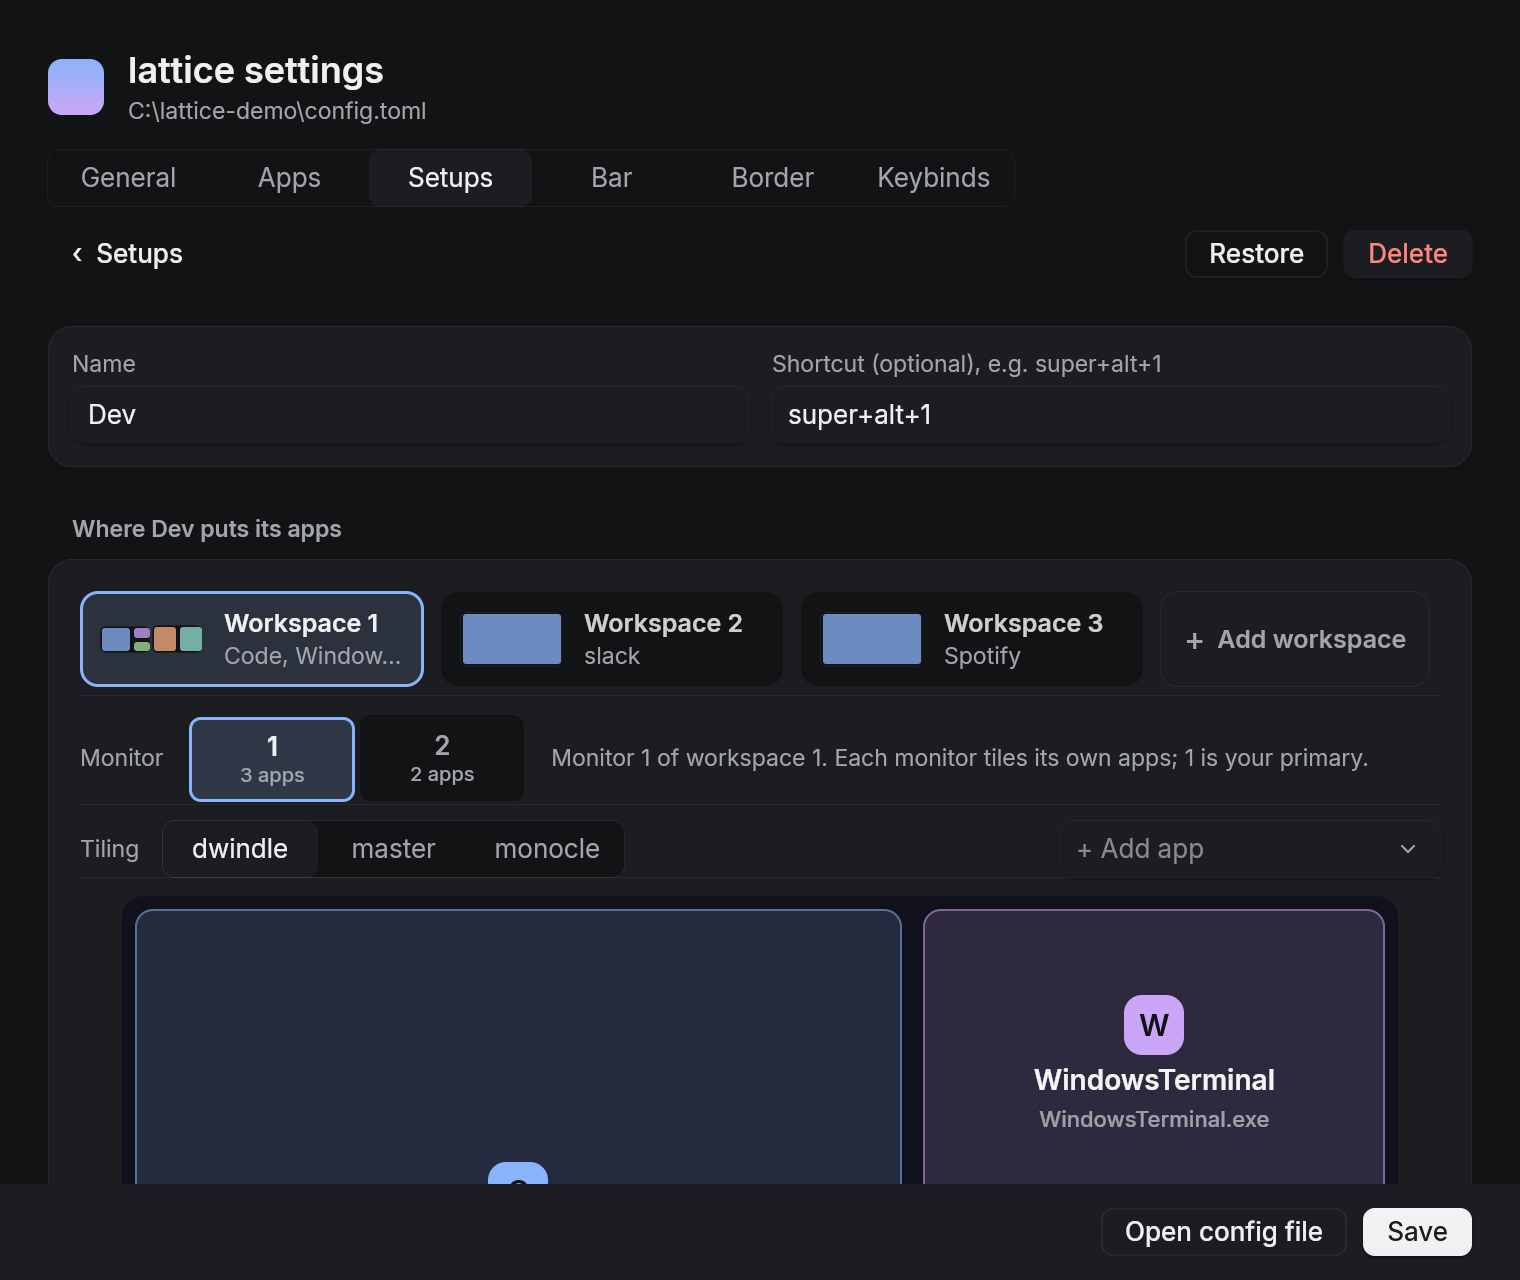 lattice settings
C:\lattice-demo\config.toml
General Apps Setups Bar Border Keybinds
‹ Setups Restore Delete
Name Shortcut (optional), e.g. super+alt+1
Dev super+alt+1
Where Dev puts its apps
Workspace 1 Workspace 2 Workspace 3 + Add workspace
Code, Window... slack Spotify
Monitor 1 2 Monitor 1 of workspace 1. Each monitor tiles its own apps; 1 is your primary.
3 apps 2 apps
Tiling dwindle master monocle + Add app
W
WindowsTerminal
WindowsTerminal.exe
Open config file Save